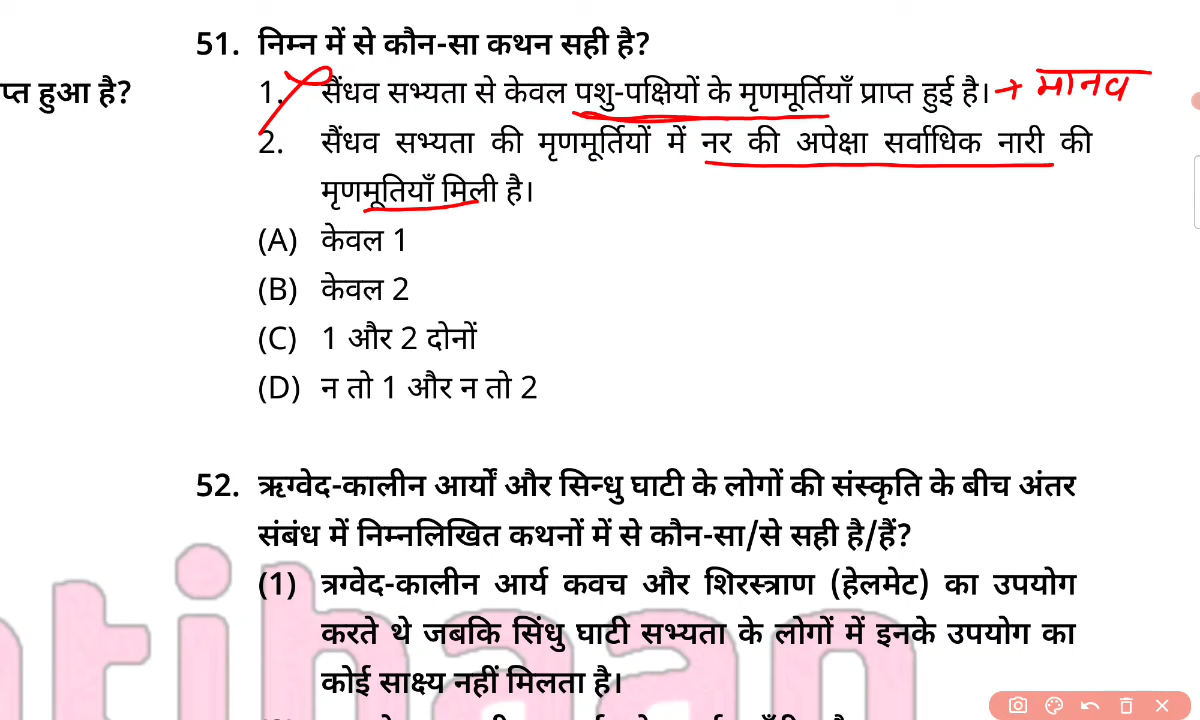 51. निम्न में से कौन-सा कथन सही है?
प्त हुआ है?
1. सैंधव सभ्यता से केवल पशु-पक्षियों के मृणमूर्तियाँ प्राप्त हुई है। + मानव
2. सैंधव सभ्यता की मृणमूर्तियों में नर की अपेक्षा सर्वाधिक नारी की
मृणमूतियाँ मिली है।
(A) केवल 1
(B) केवल 2
(C) 1 और 2 दोनों
(D) न तो 1 और न तो 2
52. ऋग्वेद-कालीन आर्यों और सिन्धु घाटी के लोगों की संस्कृति के बीच अंतर
संबंध में निम्नलिखित कथनों में से कौन-सा/से सही है/हैं?
(1) त्रग्वेद-कालीन आर्य कवच और शिरस्त्राण (हेलमेट) का उपयोग
करते थे जबकि सिंधु घाटी सभ्यता के लोगों में इनके उपयोग का
कोई साक्ष्य नहीं मिलता है।